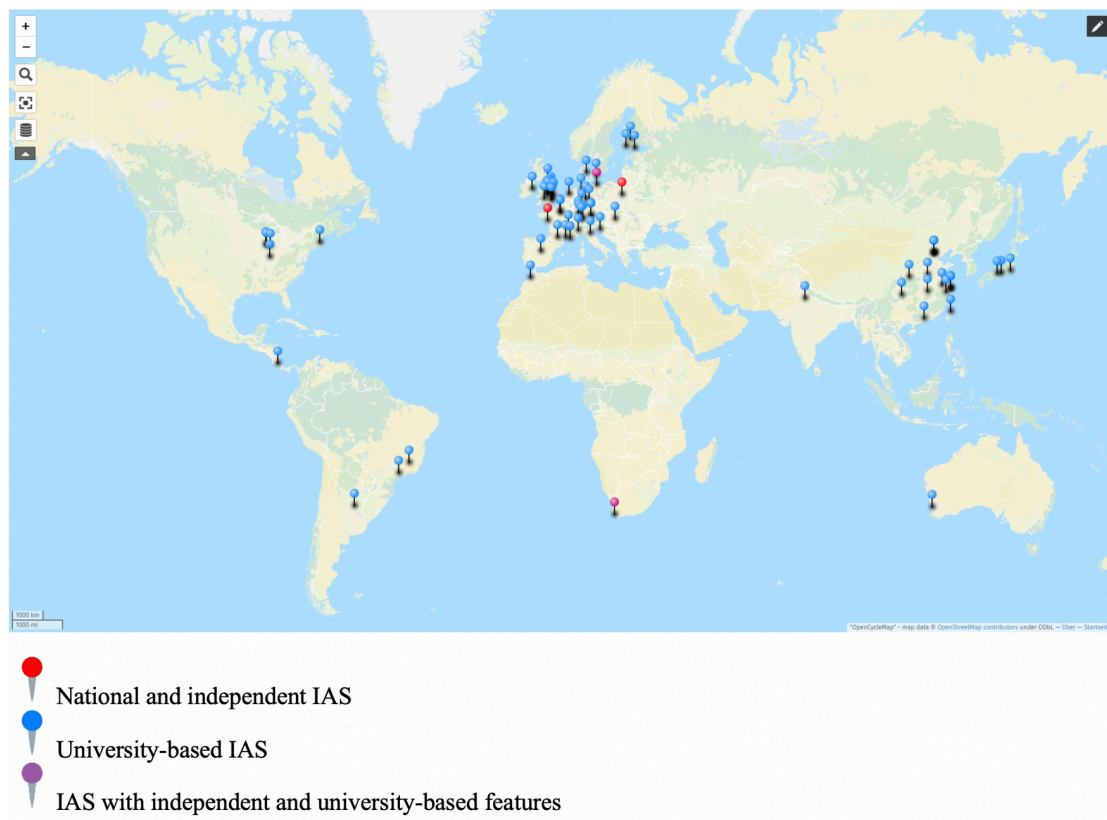 +
−
1000 km
1000 mi
"OpenCycleMap" - map data © OpenStreetMap contributors under ODbL — Über — Startseit
National and independent IAS
University-based IAS
IAS with independent and university-based features